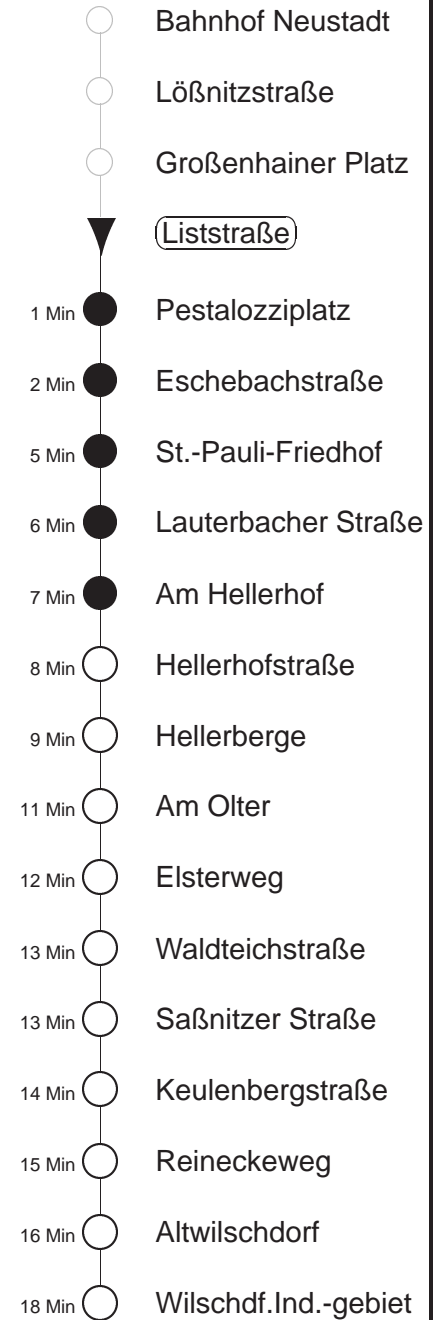 Bahnhof Neustadt
Lößnitzstraße
Großenhainer Platz
Liststraße
1 Min Pestalozziplatz
2 Min Eschebachstraße
5 Min St.-Pauli-Friedhof
6 Min Lauterbacher Straße
7 Min Am Hellerhof
8 Min Hellerhofstraße
9 Min Hellerberge
11 Min Am Olter
12 Min Elsterweg
13 Min Waldteichstraße
13 Min Saßnitzer Straße
14 Min Keulenbergstraße
15 Min Reineckeweg
16 Min Altwilschdorf
18 Min Wilschdf.Ind.-gebiet